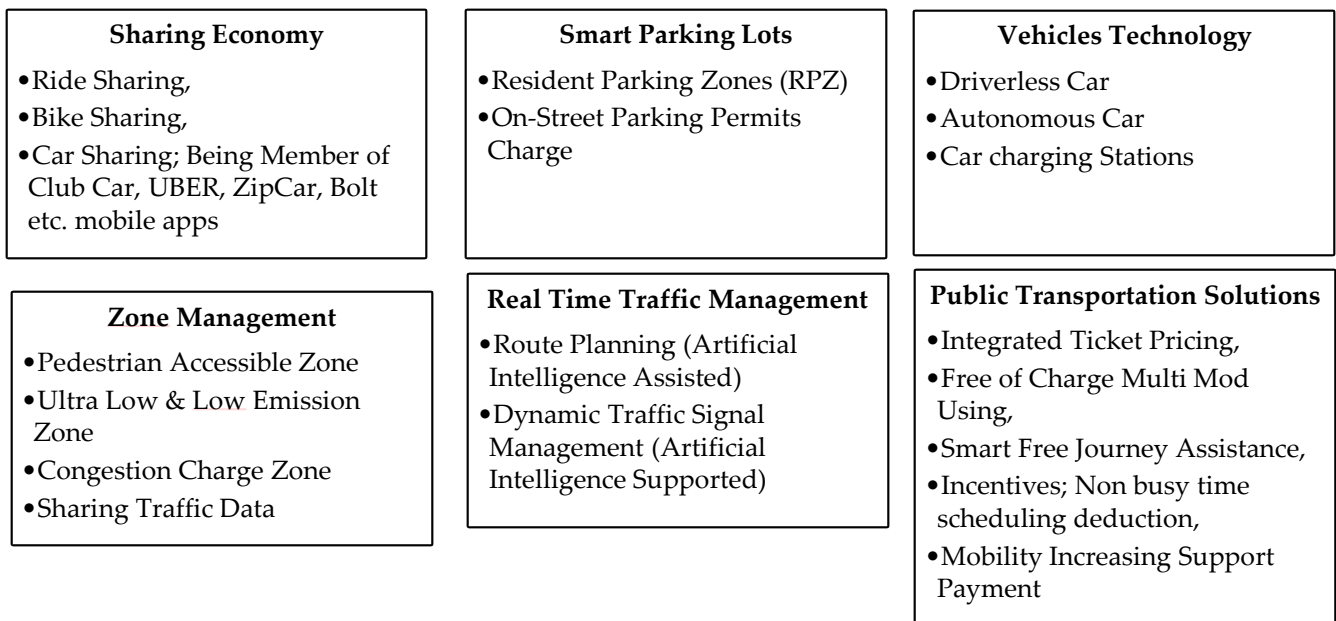 Sharing Economy
•Ride Sharing,
•Bike Sharing,
•Car Sharing; Being Member of
Club Car, UBER, ZipCar, Bolt
etc. mobile apps
Smart Parking Lots
•Resident Parking Zones (RPZ)
•On-Street Parking Permits
Charge
Vehicles Technology
•Driverless Car
•Autonomous Car
•Car charging Stations
Zone Management
•Pedestrian Accessible Zone
•Ultra Low & Low Emission
Zone
•Congestion Charge Zone
•Sharing Traffic Data
Real Time Traffic Management
•Route Planning (Artificial
Intelligence Assisted)
•Dynamic Traffic Signal
Management (Artificial
Intelligence Supported)
Public Transportation Solutions
•Integrated Ticket Pricing,
•Free of Charge Multi Mod
Using,
•Smart Free Journey Assistance,
•Incentives; Non busy time
scheduling deduction,
•Mobility Increasing Support
Payment